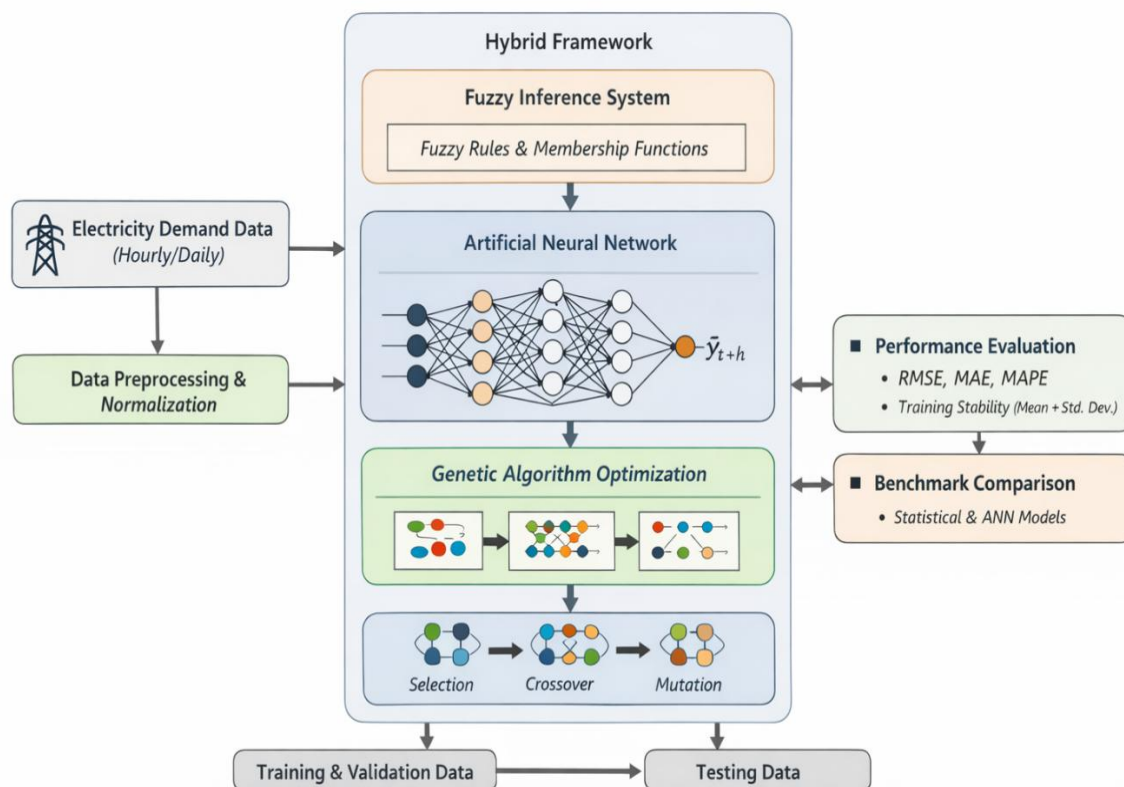 Hybrid Framework
Fuzzy Inference System
Fuzzy Rules & Membership Functions
Electricity Demand Data
(Hourly/Daily)
Data Preprocessing &
Normalization
Artificial Neural Network
ȳt+h
Genetic Algorithm Optimization
Selection
Crossover
Mutation
■ Performance Evaluation
• RMSE, MAE, MAPE
• Training Stability (Mean + Std. Dev.)
■ Benchmark Comparison
• Statistical & ANN Models
Training & Validation Data
Testing Data